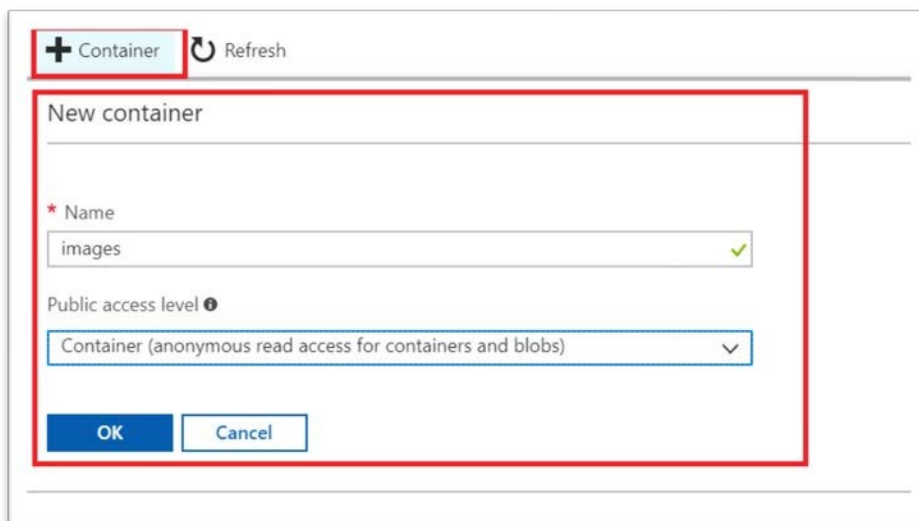 + Container Refresh
New container
* Name
images
Public access level
Container (anonymous read access for containers and blobs)
OK Cancel